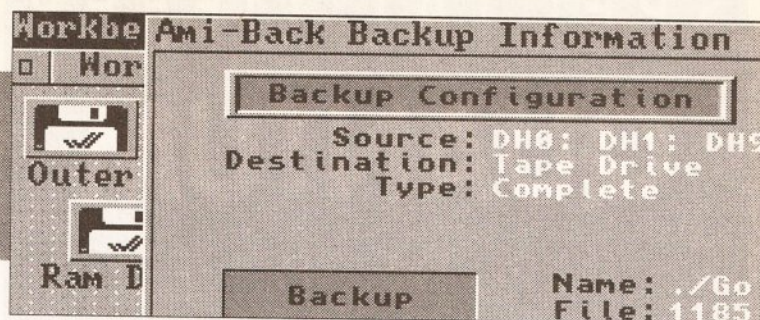 Workbe
Ami-Back Backup Information
Wor
Backup Configuration
Source: DH0: DH1: DH9
Destination: Tape Drive
Type: Complete
Outer
Ram D
Backup
Name: ./Go
File: 1185